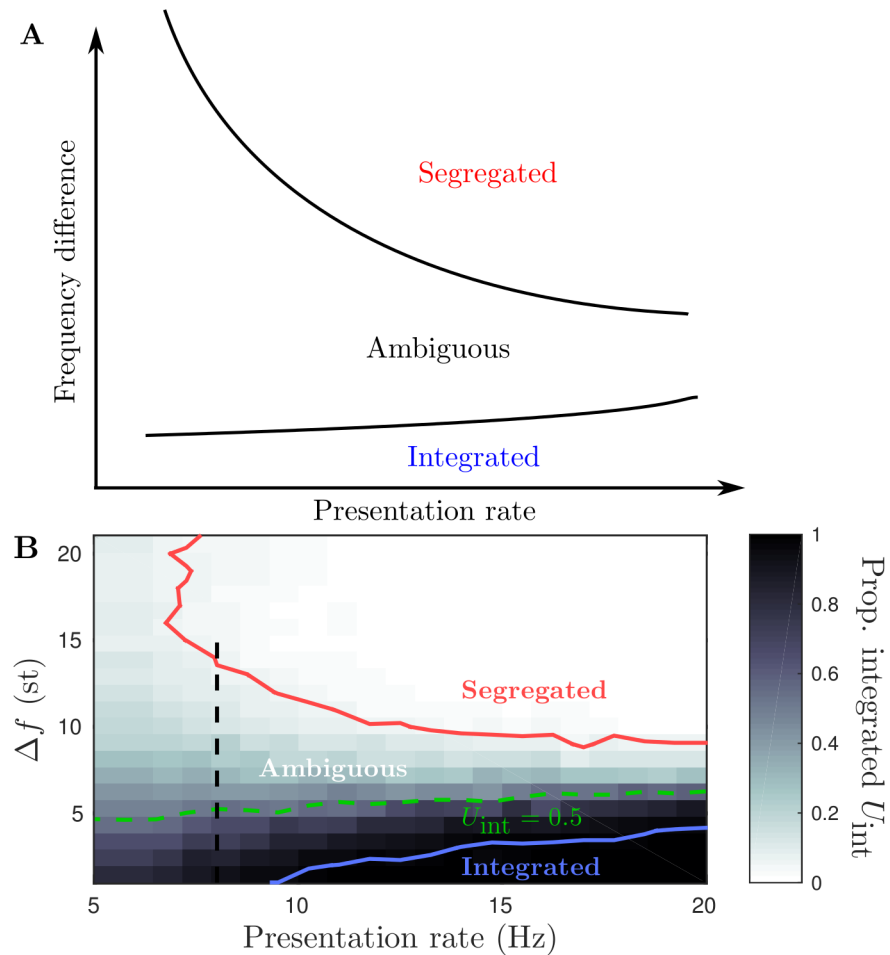 A
Frequency difference
Segregated
Ambiguous
Integrated
Presentation rate
B
Δf (st)
20
15
10
5
Segregated
Ambiguous
U_int = 0.5
Integrated
5
10
15
20
Presentation rate (Hz)
1
0.8
0.6
0.4
0.2
0
Prop. integrated U_int